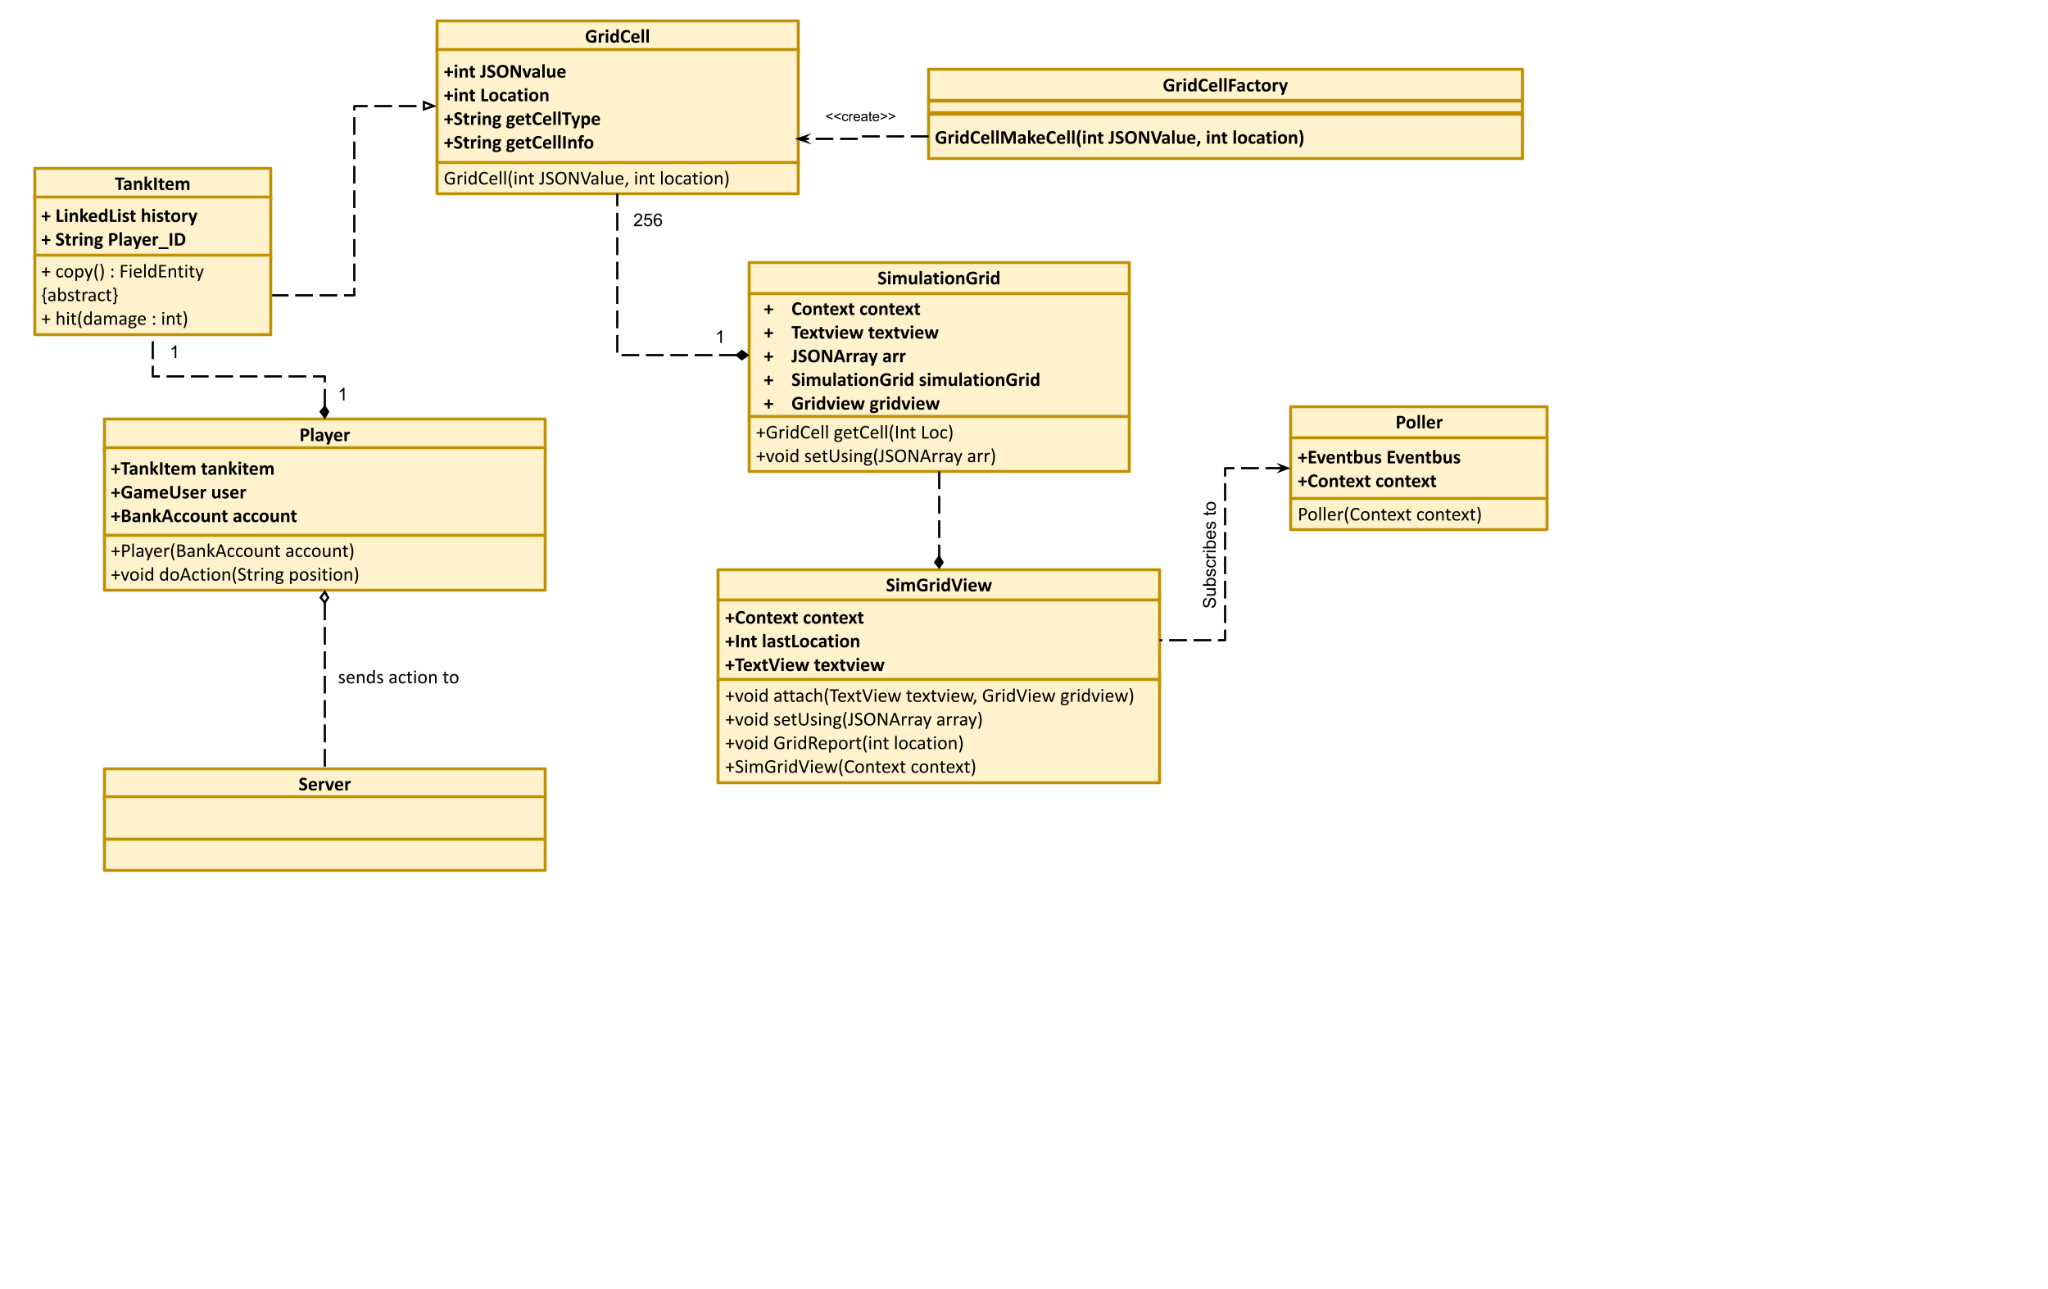 GridCell
+int JSONvalue
+int Location
+String getCellType
+String getCellInfo
GridCell(int JSONValue, int location)
<<create>>
GridCellFactory
GridCellMakeCell(int JSONValue, int location)
TankItem
+ LinkedList history
+ String Player_ID
+ copy() : FieldEntity
{abstract}
+ hit(damage : int)
256
1
SimulationGrid
+ Context context
+ Textview textview
+ JSONArray arr
+ SimulationGrid simulationGrid
+ Gridview gridview
+GridCell getCell(Int Loc)
+void setUsing(JSONArray arr)
1
1
Player
+TankItem tankitem
+GameUser user
+BankAccount account
+Player(BankAccount account)
+void doAction(String position)
Poller
+Eventbus Eventbus
+Context context
Poller(Context context)
Subscribes to
SimGridView
+Context context
+Int lastLocation
+TextView textview
+void attach(TextView textview, GridView gridview)
+void setUsing(JSONArray array)
+void GridReport(int location)
+SimGridView(Context context)
sends action to
Server